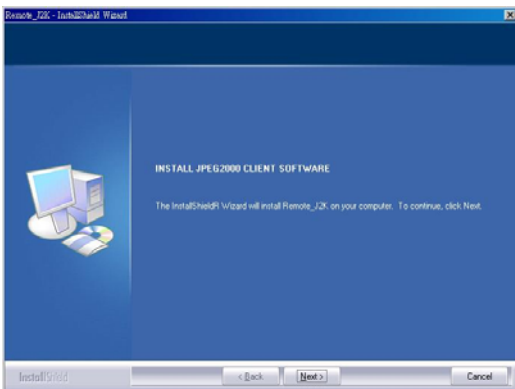 Remote_J2K - InstallShield Wizard
INSTALL JPEG2000 CLIENT SOFTWARE
The InstallShieldR Wizard will install Remote_J2K on your computer. To continue, click Next.
InstallShield
< Back
Next >
Cancel